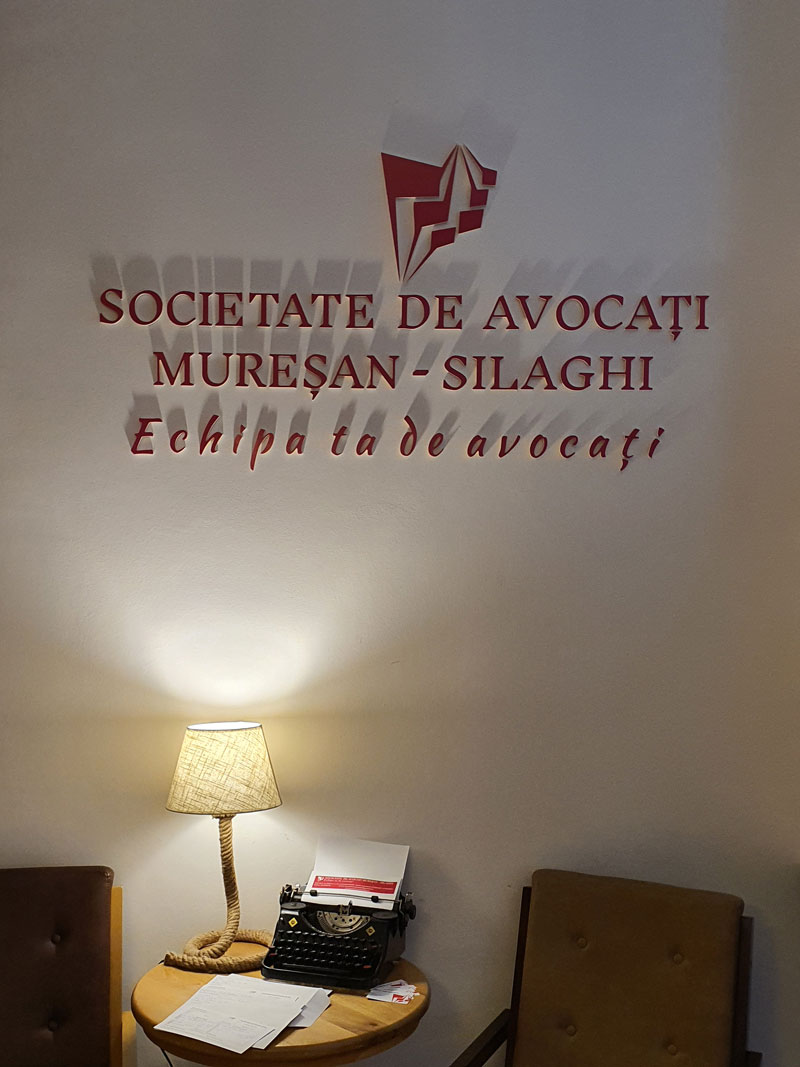 SOCIETATE DE AVOCAȚI
MUREȘAN - SILAGHI
Echipa ta de avocați